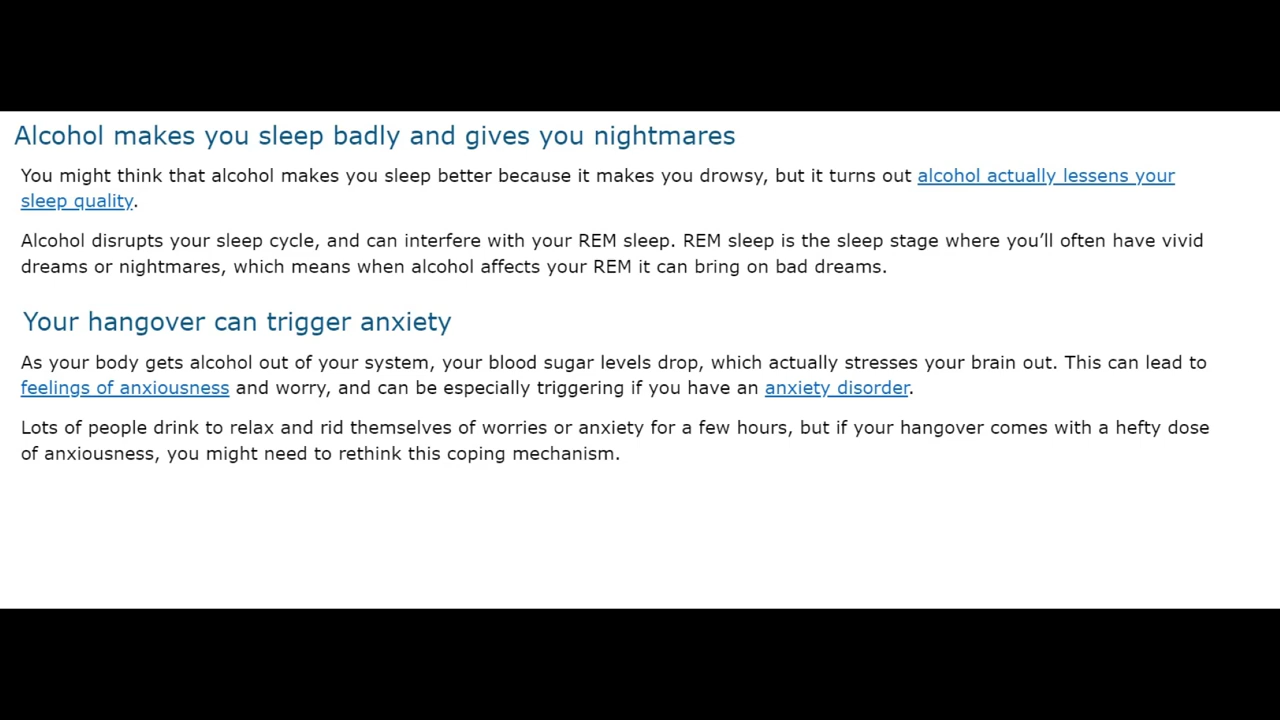 Alcohol makes you sleep badly and gives you nightmares
You might think that alcohol makes you sleep better because it makes you drowsy, but it turns out alcohol actually lessens your
sleep quality.
Alcohol disrupts your sleep cycle, and can interfere with your REM sleep. REM sleep is the sleep stage where you’ll often have vivid
dreams or nightmares, which means when alcohol affects your REM it can bring on bad dreams.
Your hangover can trigger anxiety
As your body gets alcohol out of your system, your blood sugar levels drop, which actually stresses your brain out. This can lead to
feelings of anxiousness and worry, and can be especially triggering if you have an anxiety disorder.
Lots of people drink to relax and rid themselves of worries or anxiety for a few hours, but if your hangover comes with a hefty dose
of anxiousness, you might need to rethink this coping mechanism.